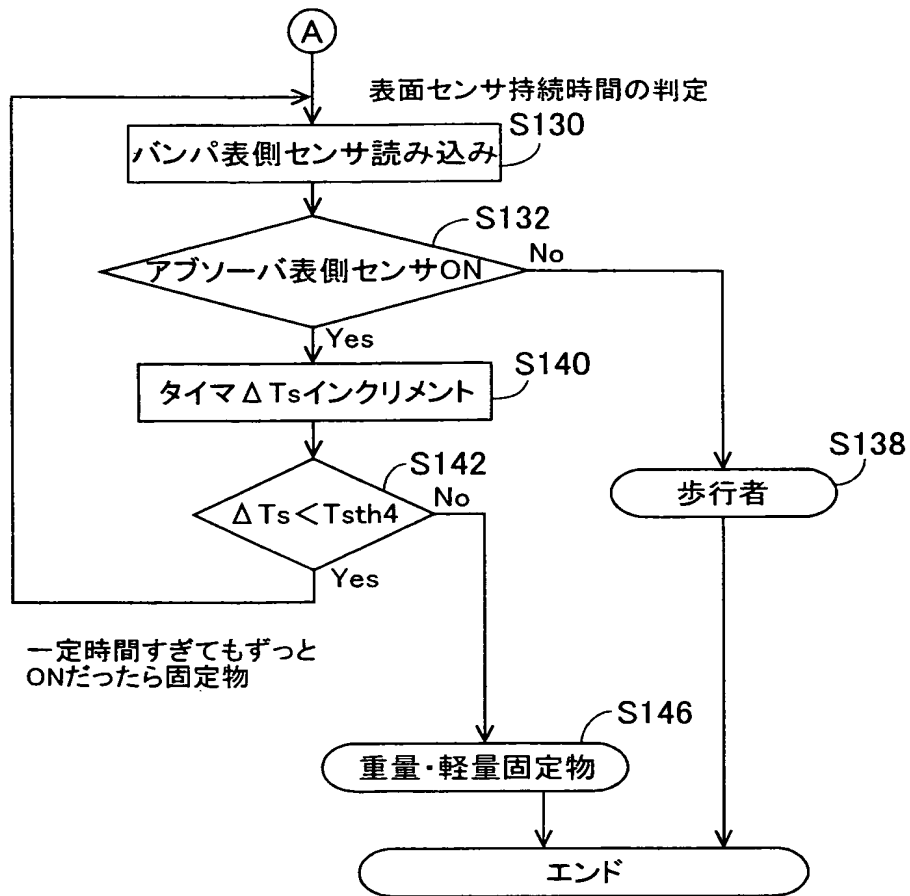 A
表面センサ持続時間の判定
S130
バンパ表側センサ読み込み
S132
アブソーバ表側センサON
No
Yes
S140
タイマΔTsインクリメント
S142
ΔTs<Tsth4
No
Yes
S138
歩行者
一定時間すぎてもずっと
ONだったら固定物
S146
重量・軽量固定物
エンド